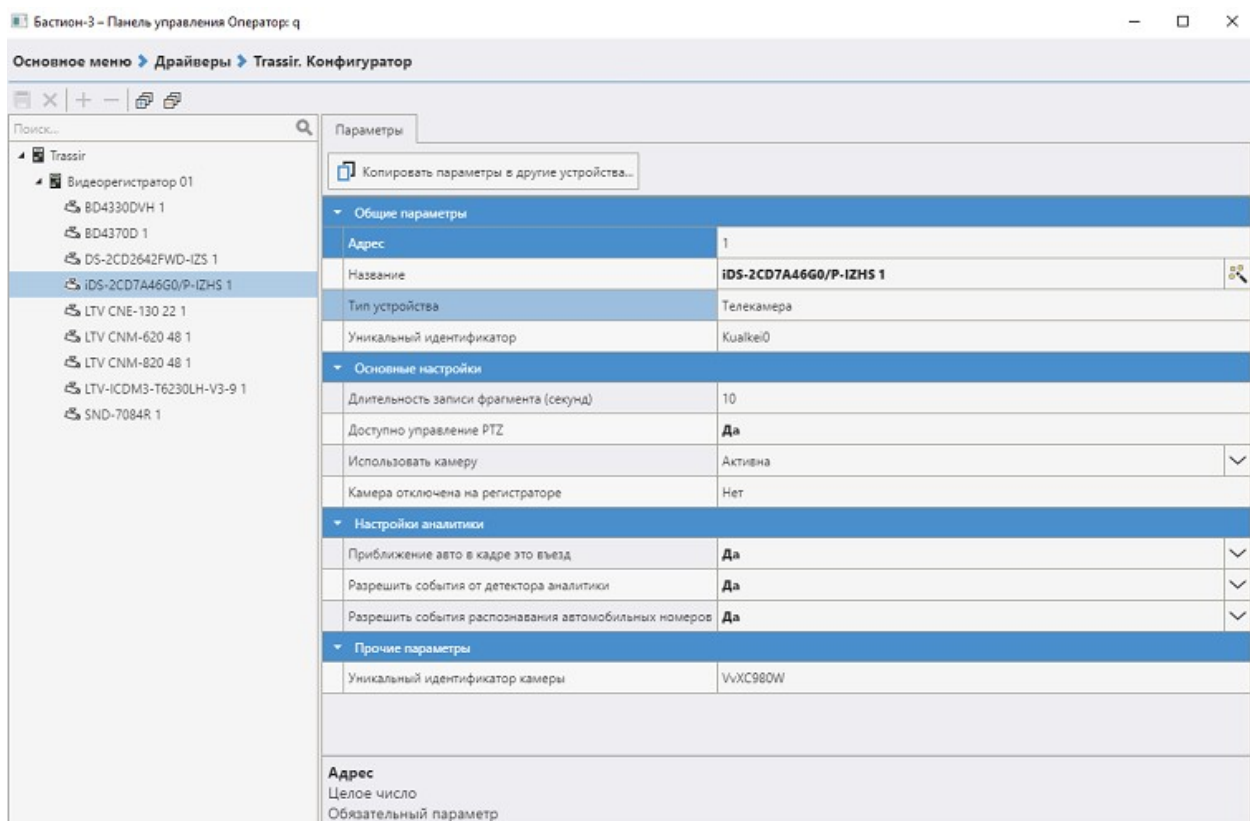 Бастион-3 – Панель управления Оператор: q
Основное меню Драйверы Trassir. Конфигуратор
Поиск...
Trassir
Видеорегистратор 01
BD4330DVH 1
BD4370D 1
DS-2CD2642FWD-IZS 1
iDS-2CD7A46G0/P-IZHS 1
LTV CNE-130 22 1
LTV CNM-620 48 1
LTV CNM-820 48 1
LTV-ICDM3-T6230LH-V3-9 1
SND-7084R 1
Параметры
Копировать параметры в другие устройства...
Общие параметры
Адрес 1
Название iDS-2CD7A46G0/P-IZHS 1
Тип устройства Телекамера
Уникальный идентификатор Kualkei0
Основные настройки
Длительность записи фрагмента (секунд) 10
Доступно управление PTZ Да
Использовать камеру Активна
Камера отключена на регистраторе Нет
Настройки аналитики
Приближение авто в кадре это въезд Да
Разрешить события от детектора аналитики Да
Разрешить события распознавания автомобильных номеров Да
Прочие параметры
Уникальный идентификатор камеры VvXC980W
Адрес
Целое число
Обязательный параметр